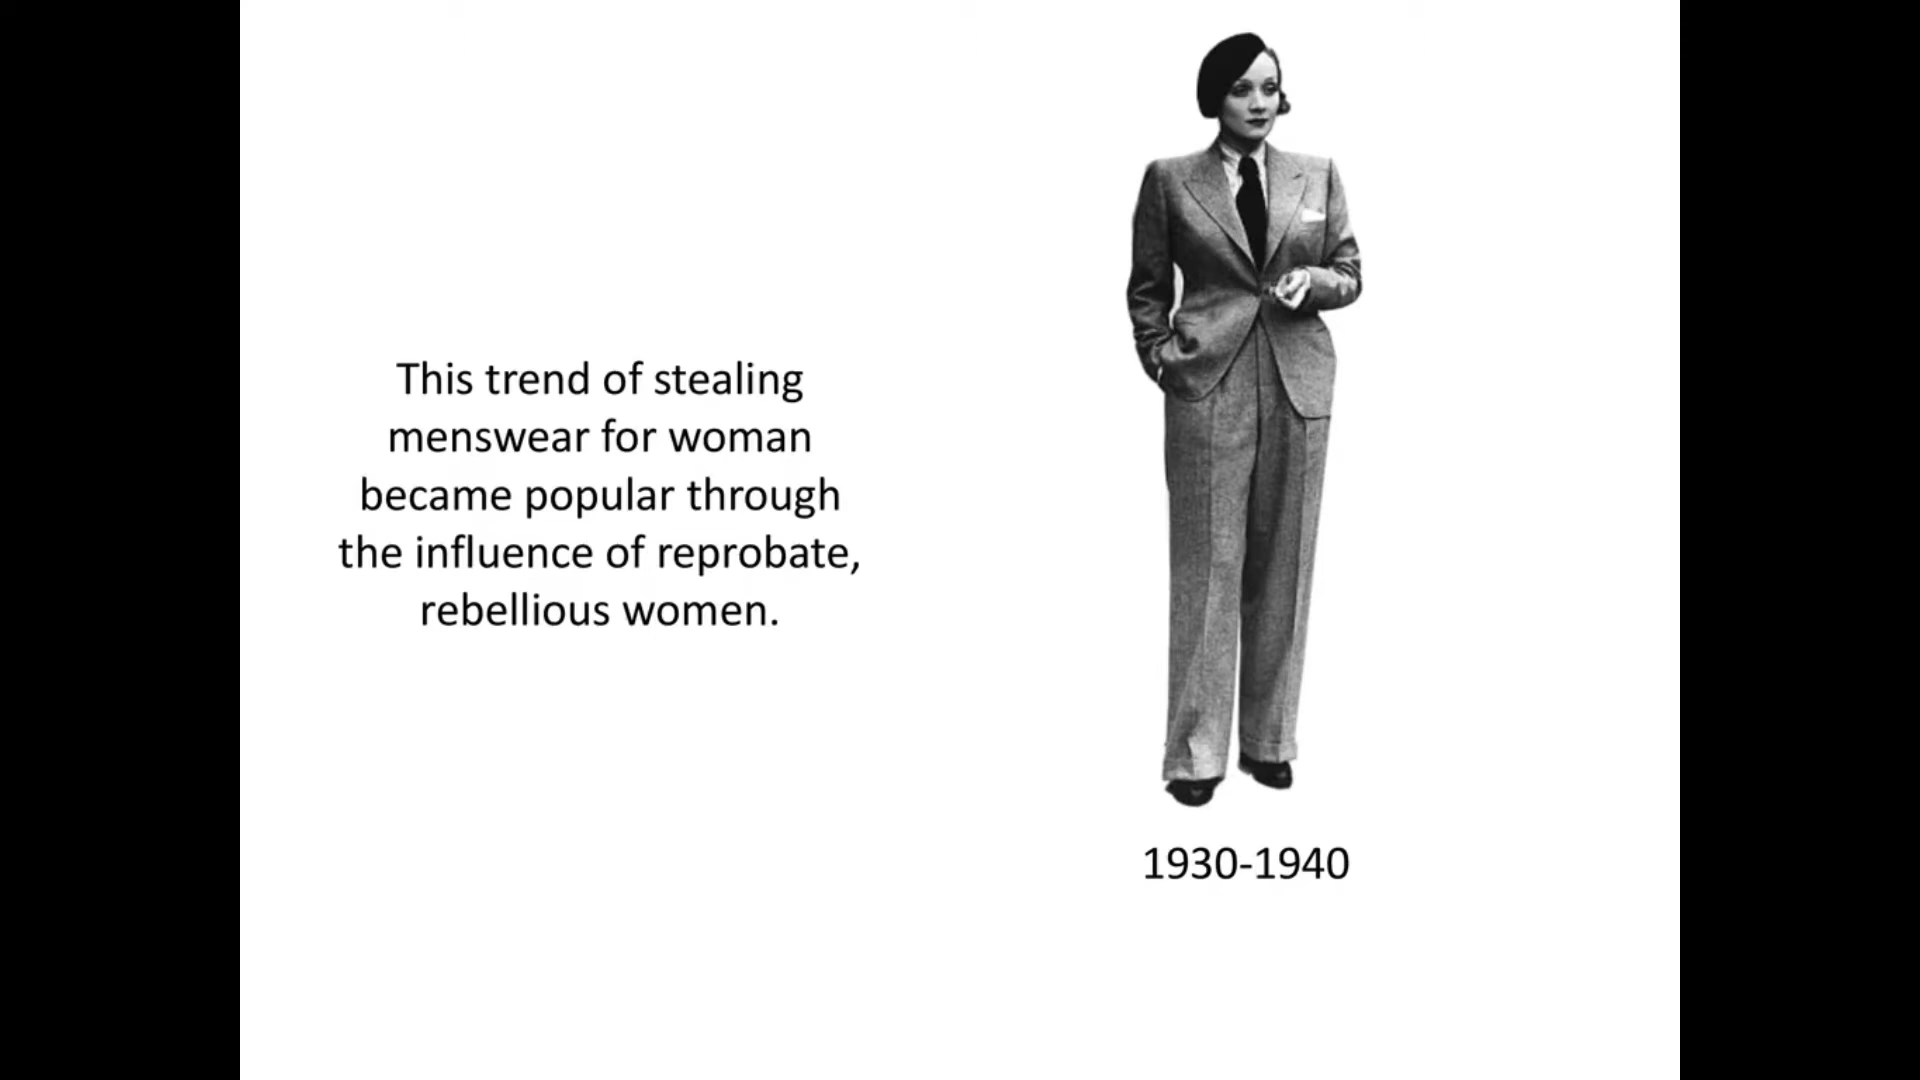 This trend of stealing
menswear for woman
became popular through
the influence of reprobate,
rebellious women.
1930-1940